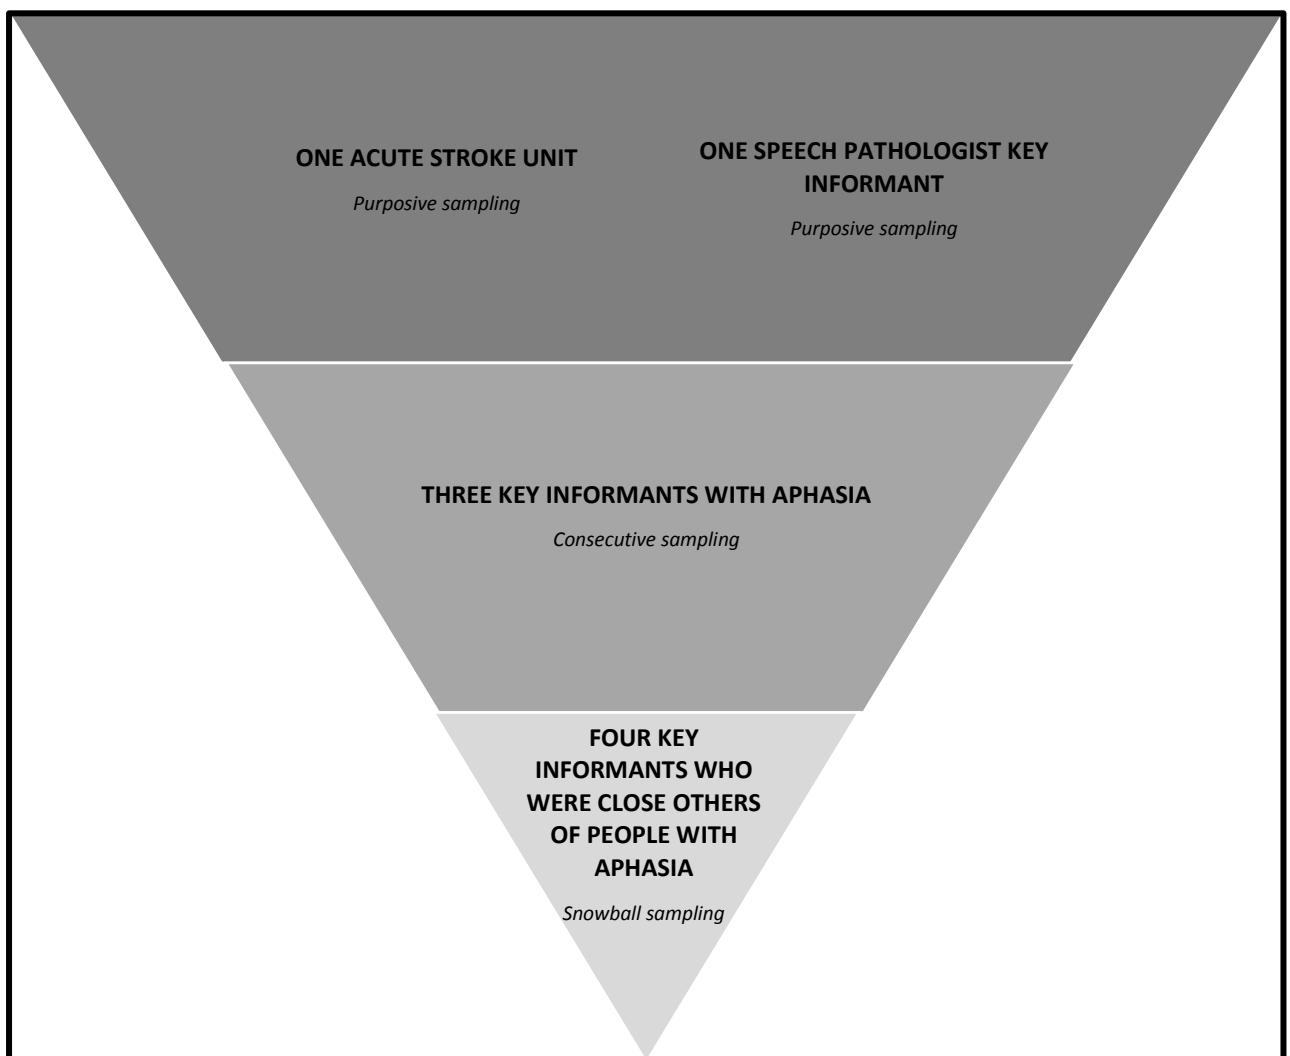 ONE ACUTE STROKE UNIT
Purposive sampling
ONE SPEECH PATHOLOGIST KEY
INFORMANT
Purposive sampling
THREE KEY INFORMANTS WITH APHASIA
Consecutive sampling
FOUR KEY
INFORMANTS WHO
WERE CLOSE OTHERS
OF PEOPLE WITH
APHASIA
Snowball sampling